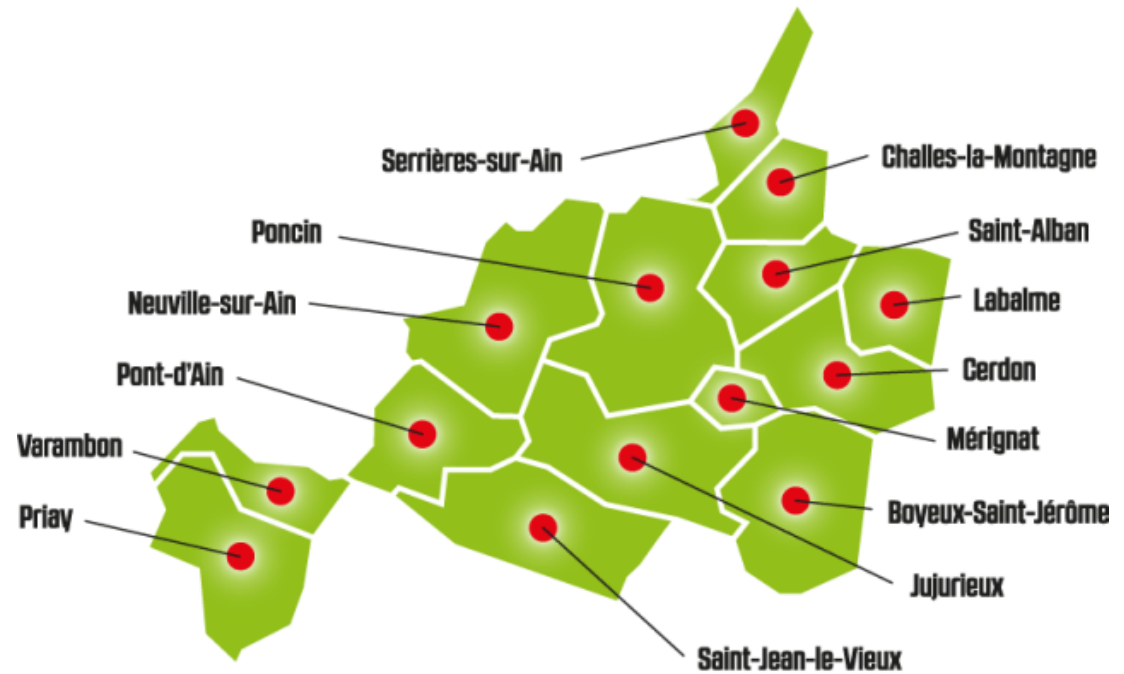 Serrières-sur-Ain
Challes-la-Montagne
Poncin
Saint-Alban
Neuville-sur-Ain
Labalme
Pont-d'Ain
Cerdon
Varambon
Mérignat
Priay
Boyeux-Saint-Jérôme
Jujurieux
Saint-Jean-le-Vieux